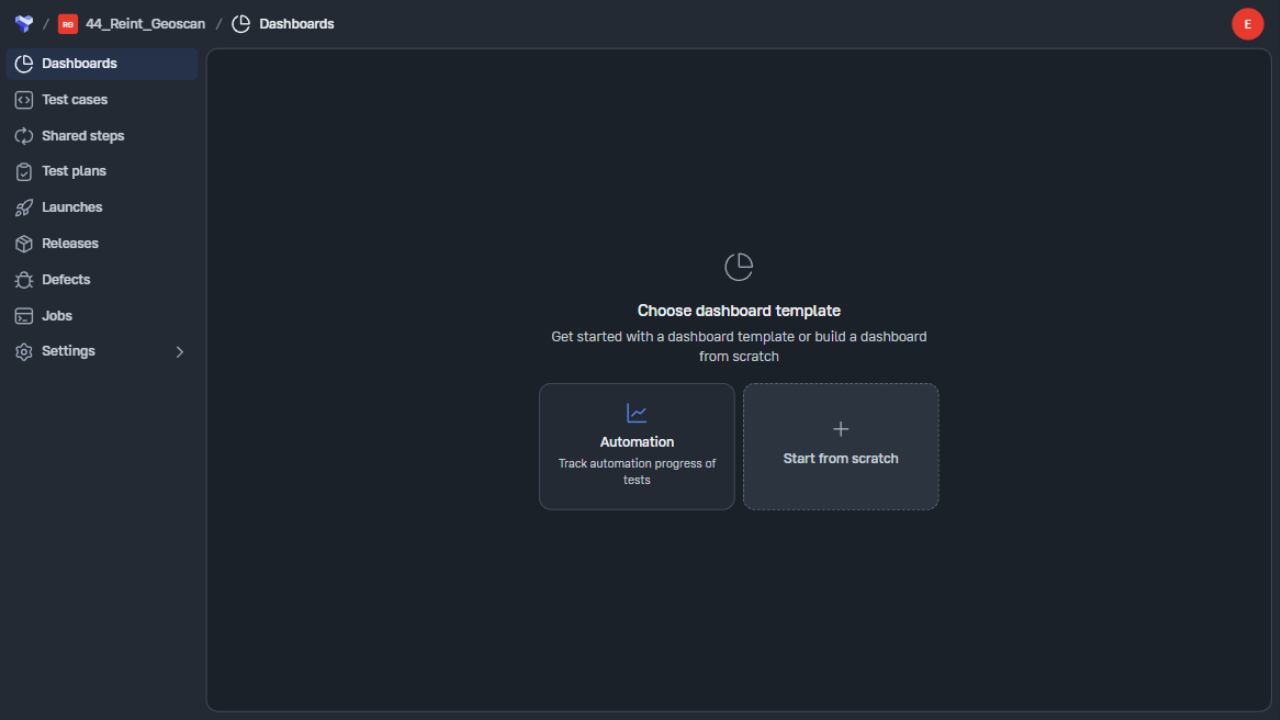 / RG 44_Reint_Geoscan / Dashboards
E
Dashboards
Test cases
Shared steps
Test plans
Launches
Releases
Defects
Jobs
Settings
Choose dashboard template
Get started with a dashboard template or build a dashboard
from scratch
Automation
Track automation progress of
tests
Start from scratch